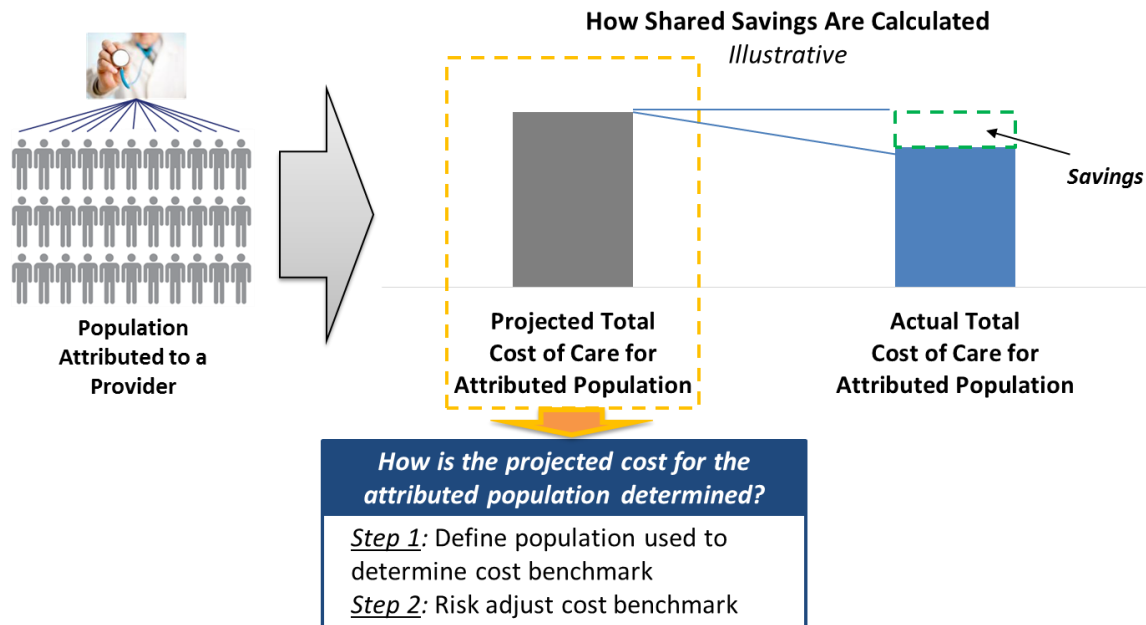 How Shared Savings Are Calculated
Illustrative
Savings
Population
Attributed to a
Provider
Projected Total
Cost of Care for
Attributed Population
Actual Total
Cost of Care for
Attributed Population
How is the projected cost for the
attributed population determined?
Step 1: Define population used to
determine cost benchmark
Step 2: Risk adjust cost benchmark